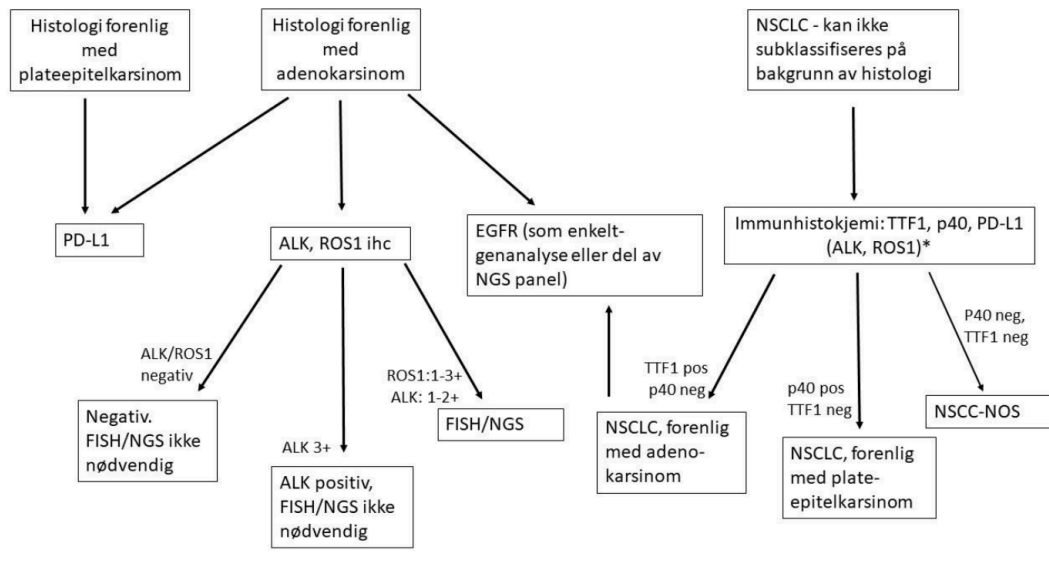 Histologi forenlig
med
plateepitelkarsinom
Histologi forenlig
med
adenokarsinom
NSCLC - kan ikke
subklassifiseres på
bakgrunn av histologi
PD-L1
ALK, ROS1 ihc
EGFR (som enkelt-
genanalyse eller del av
NGS panel)
Immunhistokjemi: TTF1, p40, PD-L1
(ALK, ROS1)*
ALK/ROS1
negativ
ALK 3+
ROS1:1-3+
ALK: 1-2+
TTF1 pos
p40 neg
p40 pos
TTF1 neg
P40 neg,
TTF1 neg
Negativ.
FISH/NGS ikke
nødvendig
ALK positiv,
FISH/NGS ikke
nødvendig
FISH/NGS
NSCLC, forenlig
med adeno-
karsinom
NSCLC, forenlig
med plate-
epitelkarsinom
NSCC-NOS